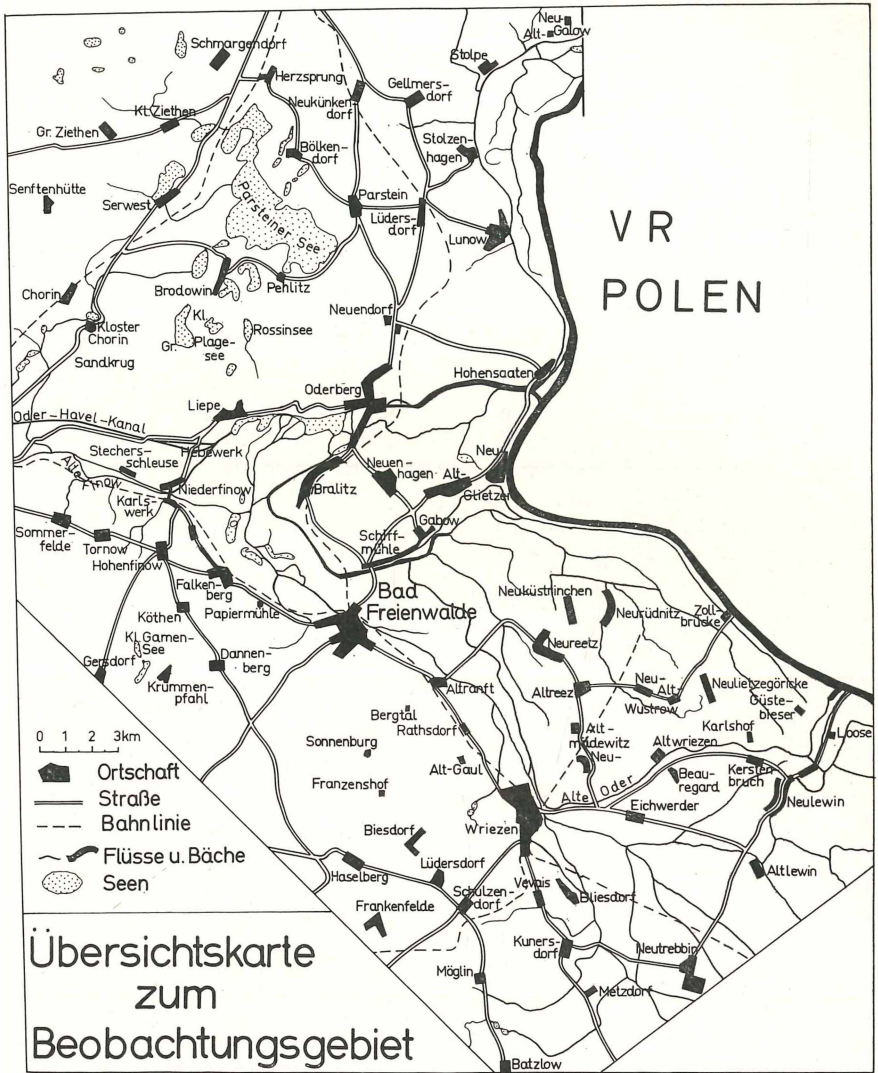 Neu-
Alt-Galow
Schmargendorf
Stolpe
Herzsprung
Gellmers-
dorf
Neukünken-
dorf
Kl.Ziethen
Gr. Ziethen
Stolzen-
hagen
Bölken-
dorf
Senftenhütte
Serwest
Parsteiner See
Parstein
Lüders-
dorf
Lunow
VR
POLEN
Chorin
Brodowin
Pehlitz
Kloster
Chorin
Sandkrug
Kl.
Gr. Plage-
see
Rossinsee
Neuendorf
Hohensaaten
Oderberg
Liepe
Oder-Havel-Kanal
Hebewerk
Stechers-
schleuse
Alte Finow
Niederfinow
Karls-
werk
Bralitz
Neuen-
hagen
Neu-
Alt-
Glietzen
Gabow
Schiff-
mühle
Sommer-
felde
Tornow
Hohenfinow
Falken-
berg
Papiermühle
Bad
Freienwalde
Köthen
Kl.Gamen-
See
Gersdorf
Krummen-
pfahl
Dannen-
berg
Neuküstrinchen
Neurüdnitz
Zoll-
brücke
Neureetz
Altranft
Altreez
Neu-
Alt-
Wustrow
Neulietzegöricke
Güste-
bieser
Loose
Bergtal
Rathsdorf
Alt-
mädewitz
Neu-
Karlshof
Sonnenburg
Alt-Gaul
Altwriezen
Beau-
regard
Kersten-
bruch
Franzenshof
Alte Oder
Eichwerder
Neulewin
Wriezen
Biesdorf
Haselberg
Lüdersdorf
Altlewin
Frankenfelde
Schulzen-
dorf
Vevais
Bliesdorf
Kuners-
dorf
Neutrebbin
Möglin
Metzdorf
Batzlow
0 1 2 3km
Ortschaft
Straße
Bahnlinie
Flüsse u. Bäche
Seen
Übersichtskarte
zum
Beobachtungsgebiet